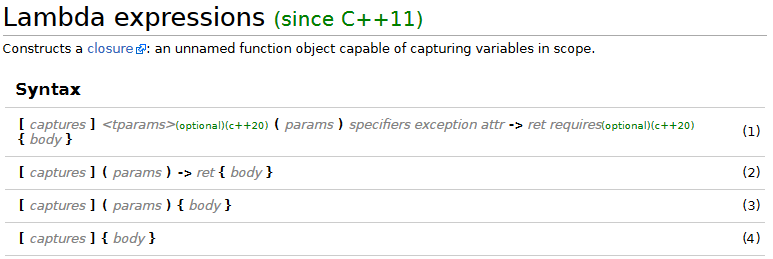 Lambda expressions (since C++11)
Constructs a closure: an unnamed function object capable of capturing variables in scope.
Syntax
[ captures ] <tparams>(optional)(c++20) ( params ) specifiers exception attr -> ret requires(optional)(c++20)
{ body } (1)
[ captures ] ( params ) -> ret { body } (2)
[ captures ] ( params ) { body } (3)
[ captures ] { body } (4)